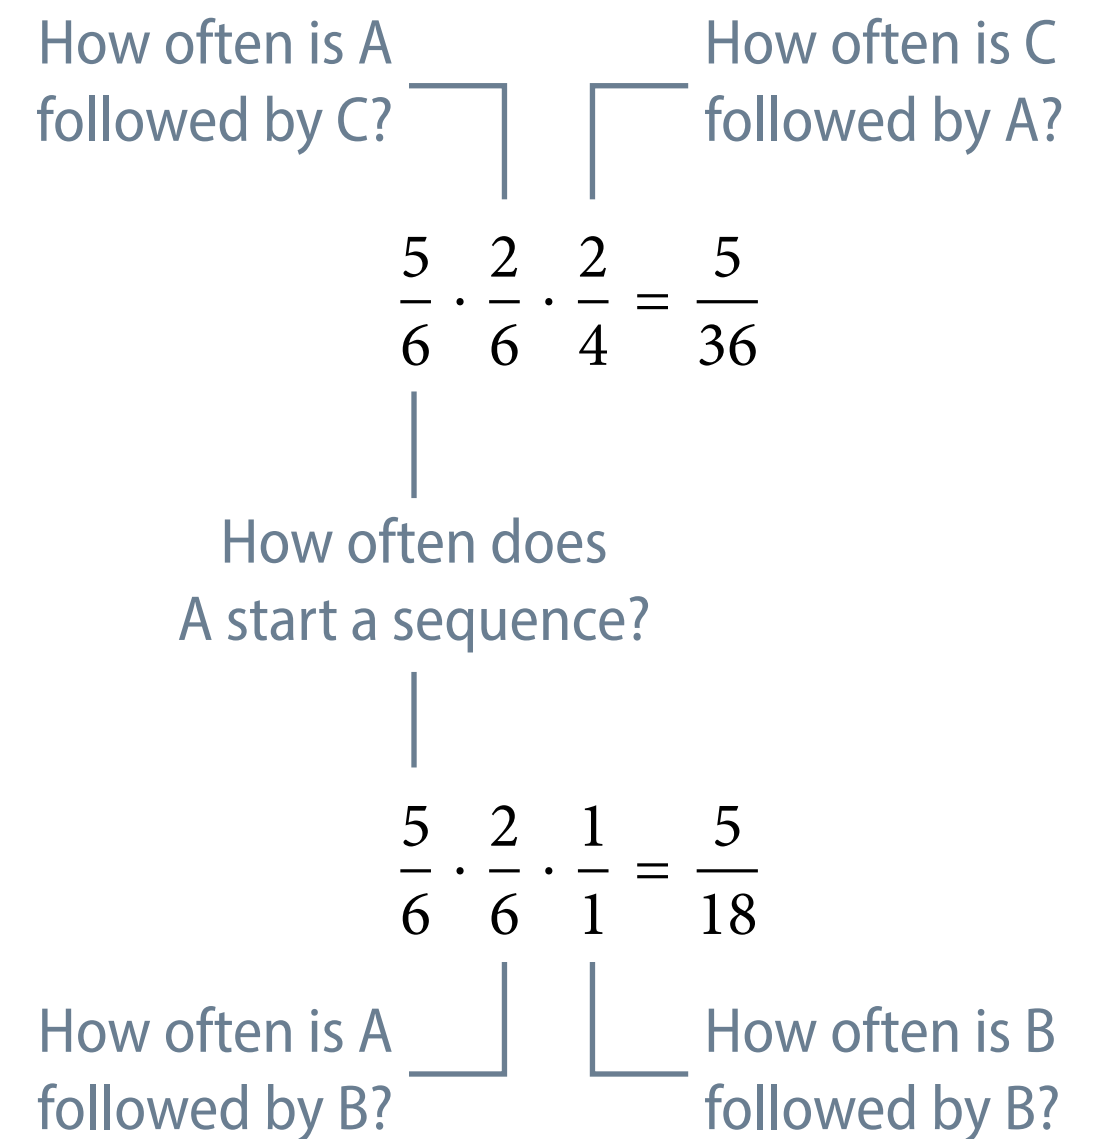 How often is A
followed by C?
How often is C
followed by A?
5/6 · 2/6 · 2/4 = 5/36
How often does
A start a sequence?
5/6 · 2/6 · 1/1 = 5/18
How often is A
followed by B?
How often is B
followed by B?